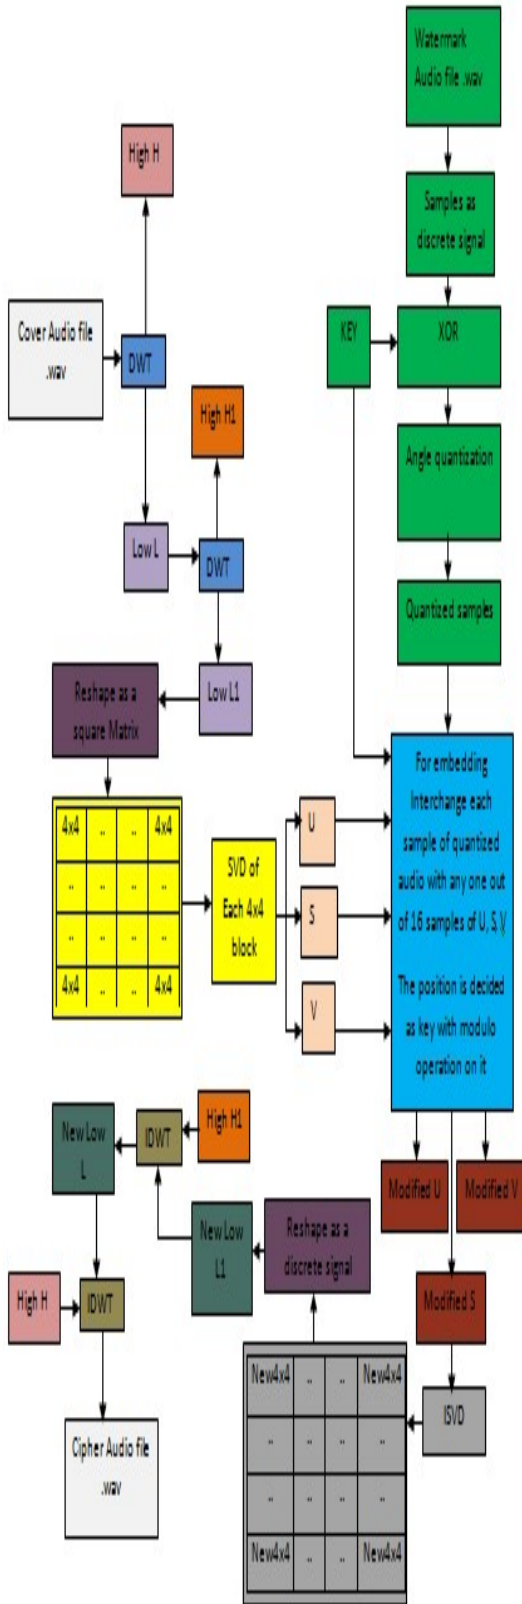 Watermark
Audio file .wav
Samples as
discrete signal
KEY
XOR
Angle quantization
Quantized samples
High H
Cover Audio file
.wav
DWT
High H1
Low L
DWT
Low L1
Reshape as a
square Matrix
4x4 .. .. 4x4
.. .. .. ..
.. .. .. ..
4x4 .. .. 4x4
SVD of
Each 4x4
block
U
S
V
For embedding
Interchange each
sample of quantized
audio with any one out
of 16 samples of U, S,V
The position is decided
as key with modulo
operation on it
Modified U
Modified V
Modified S
ISVD
New4x4 .. .. New4x4
.. .. .. ..
.. .. .. ..
New4x4 .. .. New4x4
Reshape as a
discrete signal
New Low
L1
High H1
IDWT
New Low
L
High H
IDWT
Cipher Audio file
.wav